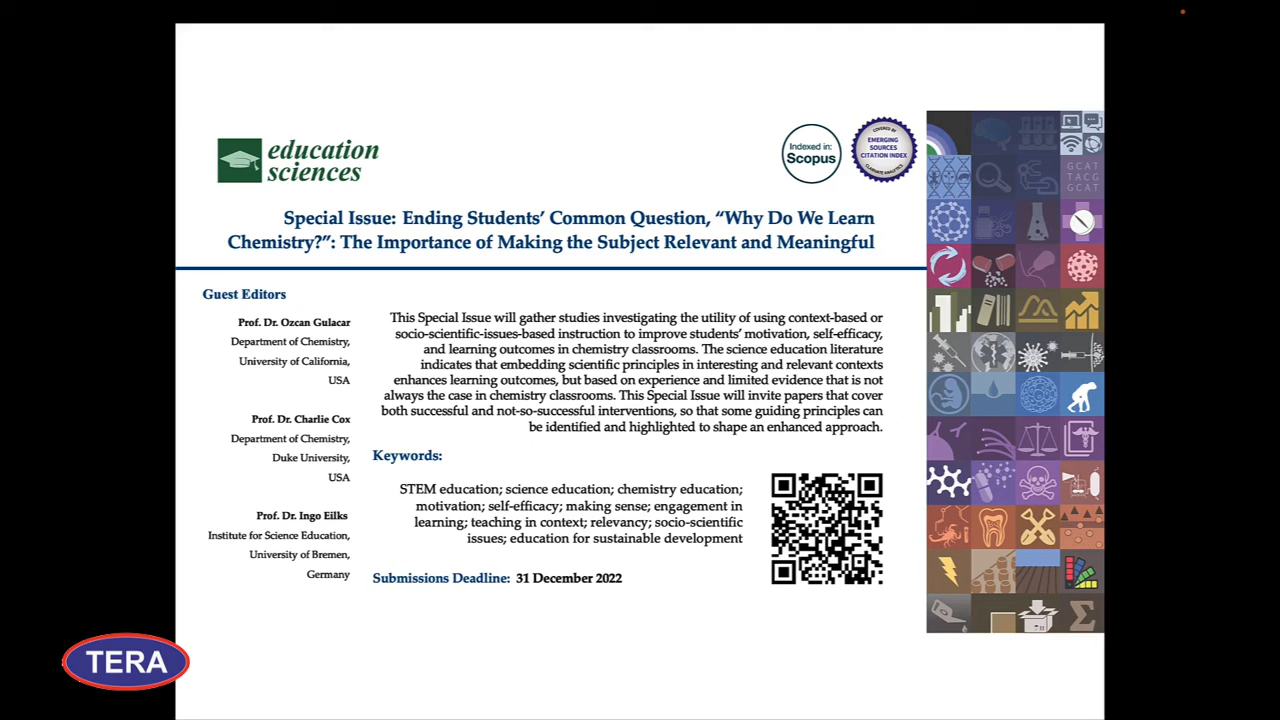 education
sciences
Indexed in:
Scopus
COVERED BY
EMERGING
SOURCES
CITATION INDEX
CLARIVATE ANALYTICS
Special Issue: Ending Students’ Common Question, “Why Do We Learn
Chemistry?”: The Importance of Making the Subject Relevant and Meaningful
Guest Editors
Prof. Dr. Ozcan Gulacar
Department of Chemistry,
University of California,
USA
Prof. Dr. Charlie Cox
Department of Chemistry,
Duke University,
USA
Prof. Dr. Ingo Eilks
Institute for Science Education,
University of Bremen,
Germany
This Special Issue will gather studies investigating the utility of using context-based or
socio-scientific-issues-based instruction to improve students’ motivation, self-efficacy,
and learning outcomes in chemistry classrooms. The science education literature
indicates that embedding scientific principles in interesting and relevant contexts
enhances learning outcomes, but based on experience and limited evidence that is not
always the case in chemistry classrooms. This Special Issue will invite papers that cover
both successful and not-so-successful interventions, so that some guiding principles can
be identified and highlighted to shape an enhanced approach.
Keywords:
STEM education; science education; chemistry education;
motivation; self-efficacy; making sense; engagement in
learning; teaching in context; relevancy; socio-scientific
issues; education for sustainable development
Submissions Deadline: 31 December 2022
GCAT
TACG
GCAT
Σ
TERA